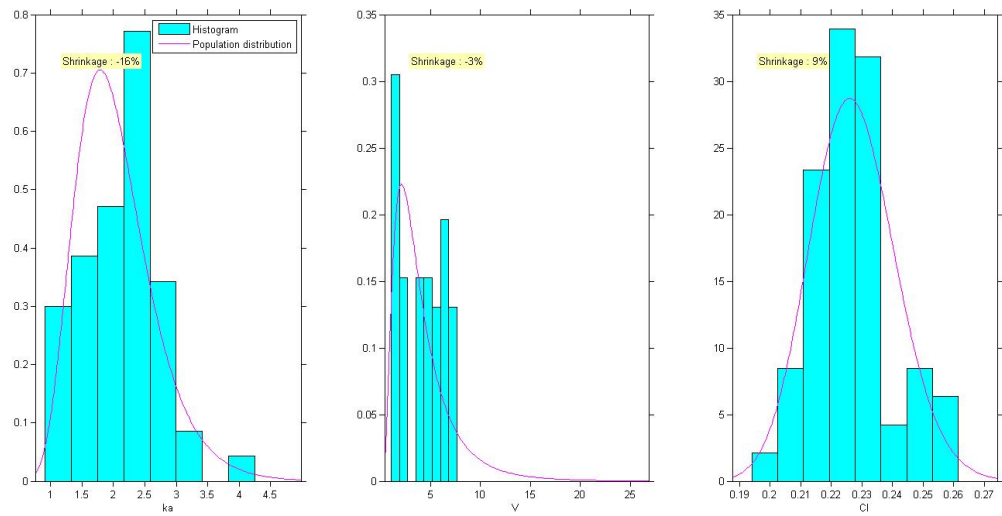 Histogram
Population distribution
Shrinkage : -16%
0.8
0.7
0.6
0.5
0.4
0.3
0.2
0.1
0
1 1.5 2 2.5 3 3.5 4 4.5
ka
Shrinkage : -3%
0.35
0.3
0.25
0.2
0.15
0.1
0.05
0
5 10 15 20 25
V
Shrinkage : 9%
35
30
25
20
15
10
5
0
0.19 0.2 0.21 0.22 0.23 0.24 0.25 0.26 0.27
Cl